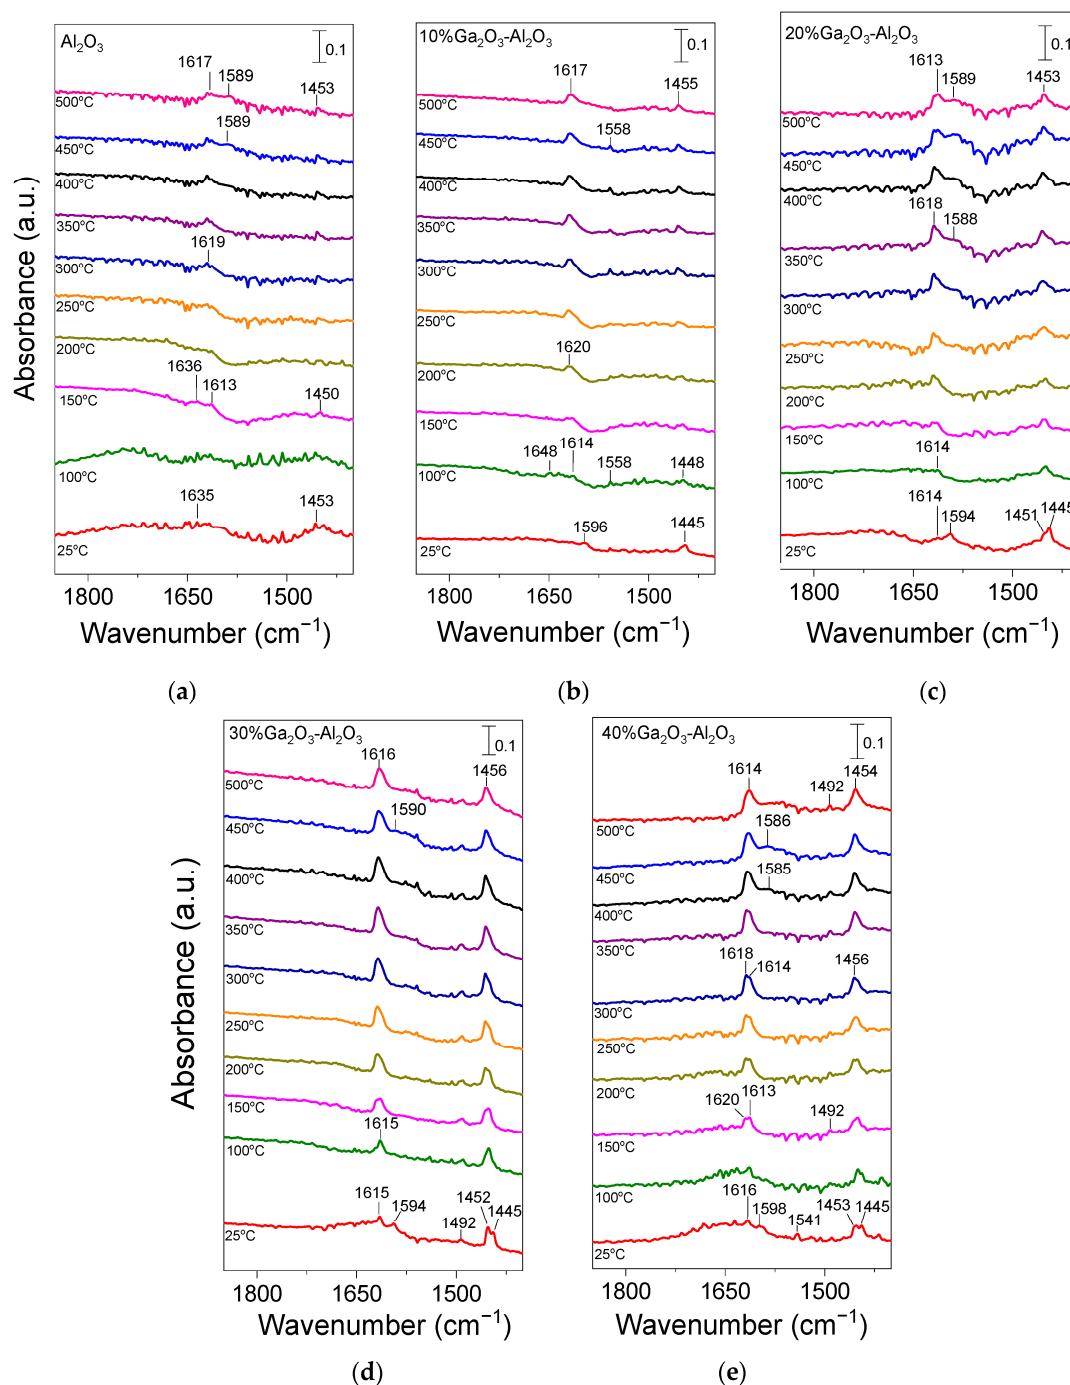 Al₂O₃
0.1
1617
1589
1453
500°C
1589
450°C
400°C
350°C
1619
300°C
250°C
200°C
1636
1613
1450
150°C
100°C
1635
1453
25°C
1800
1650
1500
Wavenumber (cm⁻¹)
Absorbance (a.u.)
(a)
10%Ga₂O₃-Al₂O₃
0.1
1617
1455
500°C
1558
450°C
400°C
350°C
300°C
250°C
1620
200°C
150°C
1648
1614
1558
1448
100°C
1596
1445
25°C
1800
1650
1500
Wavenumber (cm⁻¹)
(b)
20%Ga₂O₃-Al₂O₃
0.1
1613
1589
1453
500°C
450°C
400°C
1618
1588
350°C
300°C
250°C
200°C
150°C
1614
100°C
1614
1594
1451
1445
25°C
1800
1650
1500
Wavenumber (cm⁻¹)
(c)
30%Ga₂O₃-Al₂O₃
0.1
1616
1456
500°C
1590
450°C
400°C
350°C
300°C
250°C
200°C
150°C
1615
100°C
1615
1594
1492
1452
1445
25°C
1800
1650
1500
Wavenumber (cm⁻¹)
Absorbance (a.u.)
(d)
40%Ga₂O₃-Al₂O₃
0.1
1614
1492
1454
500°C
1586
450°C
1585
400°C
350°C
1618
1614
1456
300°C
250°C
200°C
1620
1613
1492
150°C
100°C
1616
1598
1541
1453
1445
25°C
1800
1650
1500
Wavenumber (cm⁻¹)
(e)